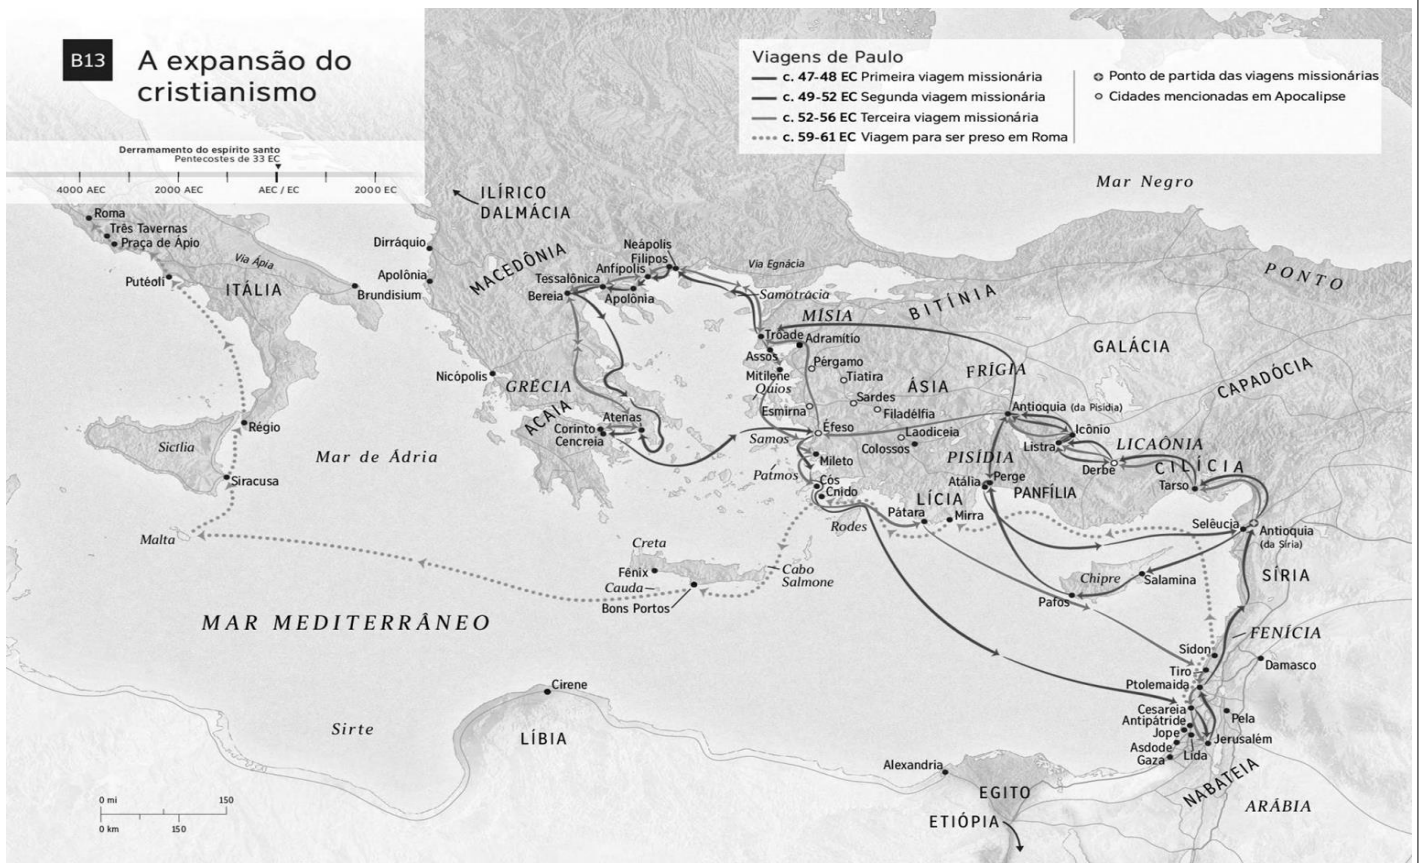 B13
A expansão do
cristianismo
Derramamento do espírito santo
Pentecostes de 33 EC
4000 AEC
2000 AEC
AEC / EC
2000 EC
Viagens de Paulo
c. 47-48 EC Primeira viagem missionária
c. 49-52 EC Segunda viagem missionária
c. 52-56 EC Terceira viagem missionária
c. 59-61 EC Viagem para ser preso em Roma
Ponto de partida das viagens missionárias
Cidades mencionadas em Apocalipse
Mar Negro
ILÍRICO
DALMÁCIA
Roma
Três Tavernas
Praça de Ápio
Via Ápia
Putéoli
ITÁLIA
Brundisium
Dirráquio
Apolônia
MACEDÔNIA
Neápolis
Filipos
Anfípolis
Tessalônica
Apolônia
Bereia
Via Egnácia
Samotrácia
PONTO
BITÍNIA
MÍSIA
Trôade
Adramítio
Assos
Mitilene
Quios
Pérgamo
Tiatira
ÁSIA
FRÍGIA
GALÁCIA
CAPADÓCIA
Nicópolis
GRÉCIA
ACAIA
Atenas
Corinto
Cencreia
Esmirna
Sardes
Filadélfia
Antioquia (da Pisídia)
Icônio
Samos
Éfeso
Laodiceia
Colossos
Listra
LICAÔNIA
Derbe
CILÍCIA
Tarso
Régio
Sicília
Siracusa
Mar de Ádria
Mileto
Patmos
PISÍDIA
Perge
Atália
PANFÍLIA
Cós
Cnido
LÍCIA
Pátara
Mirra
Rodes
Selêucia
Antioquia
(da Síria)
Malta
Creta
Fênix
Cauda
Bons Portos
Cabo
Salmone
Chipre
Salamina
Pafos
SÍRIA
MAR MEDITERRÂNEO
FENÍCIA
Sidon
Damasco
Tiro
Ptolemaida
Cirene
Cesareia
Antipátride
Pela
Jope
Jerusalém
Asdode
Lida
Gaza
Sirte
LÍBIA
Alexandria
NABATEIA
EGITO
ARÁBIA
ETIÓPIA
0 mi
150
0 km
150